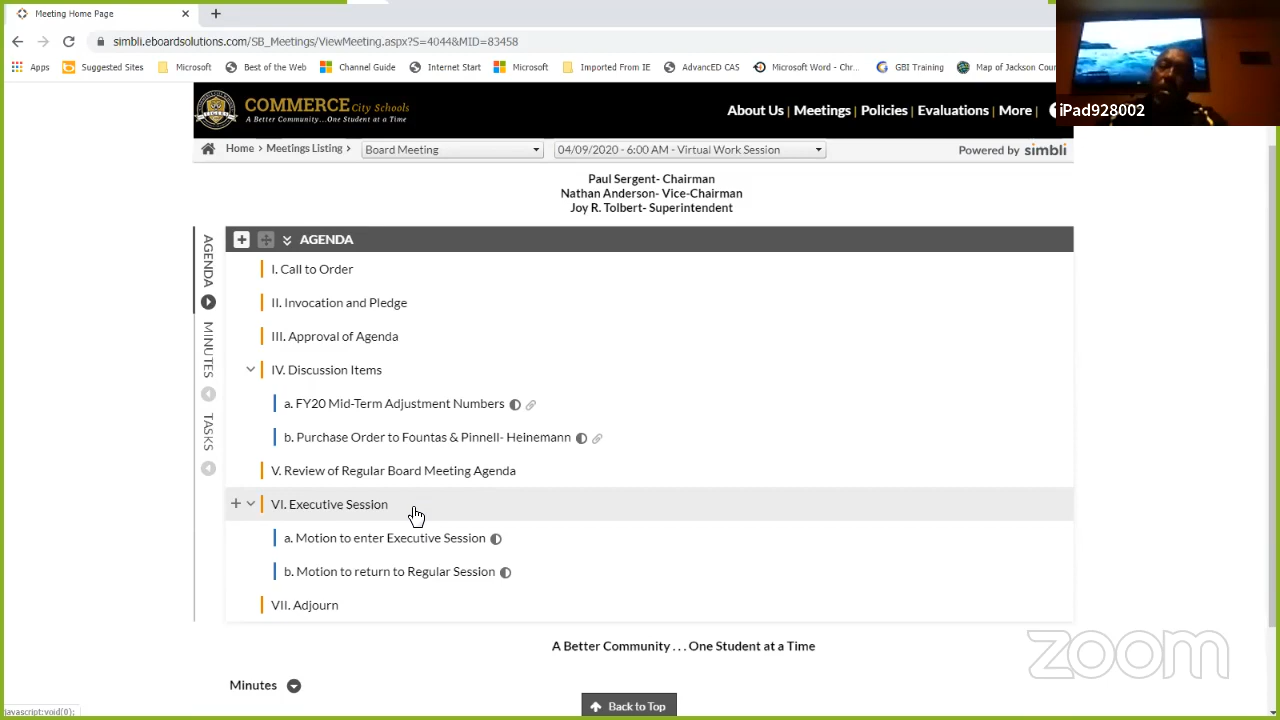 Meeting Home Page
simbli.eboardsolutions.com/SB_Meetings/ViewMeeting.aspx?S=4044&MID=83458
Apps Suggested Sites Microsoft Best of the Web Channel Guide Internet Start Microsoft Imported From IE AdvancED CAS Microsoft Word - Chr... GBI Training Map of Jackson Coun
iPad928002
COMMERCE City Schools
A Better Community...One Student at a Time
About Us | Meetings | Policies | Evaluations | More |
Home > Meetings Listing > Board Meeting 04/09/2020 - 6:00 AM - Virtual Work Session Powered by simbli
Paul Sergent- Chairman
Nathan Anderson- Vice-Chairman
Joy R. Tolbert- Superintendent
AGENDA
MINUTES
TASKS
AGENDA
I. Call to Order
II. Invocation and Pledge
III. Approval of Agenda
IV. Discussion Items
a. FY20 Mid-Term Adjustment Numbers
b. Purchase Order to Fountas & Pinnell- Heinemann
V. Review of Regular Board Meeting Agenda
VI. Executive Session
a. Motion to enter Executive Session
b. Motion to return to Regular Session
VII. Adjourn
A Better Community . . . One Student at a Time
zoom
Minutes
Back to Top
javascript:void(0);